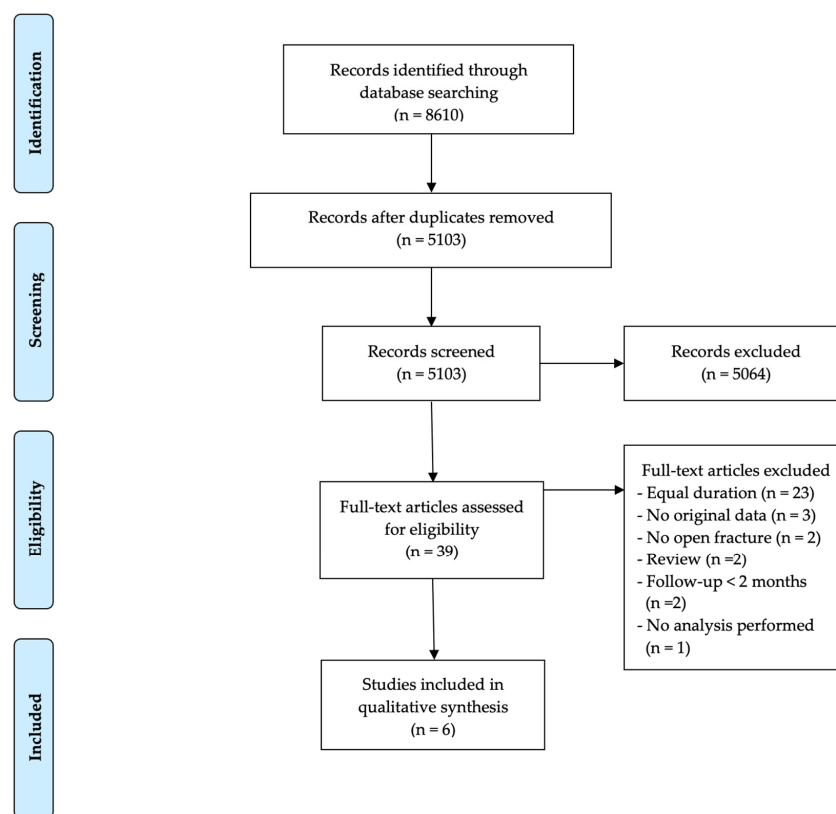 Identification
Records identified through
database searching
(n = 8610)
Records after duplicates removed
(n = 5103)
Screening
Records screened
(n = 5103)
Records excluded
(n = 5064)
Eligibility
Full-text articles assessed
for eligibility
(n = 39)
Full-text articles excluded
- Equal duration (n = 23)
- No original data (n = 3)
- No open fracture (n = 2)
- Review (n =2)
- Follow-up < 2 months
(n =2)
- No analysis performed
(n = 1)
Included
Studies included in
qualitative synthesis
(n = 6)